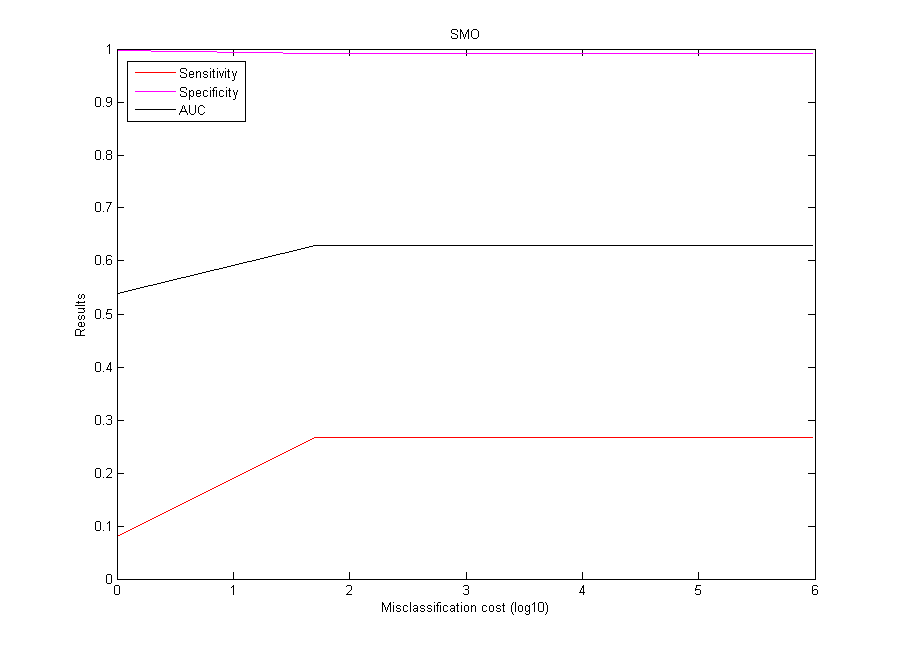 SMO
Sensitivity
Specificity
AUC
Results
1
0.9
0.8
0.7
0.6
0.5
0.4
0.3
0.2
0.1
0
0 1 2 3 4 5 6
Misclassification cost (log10)